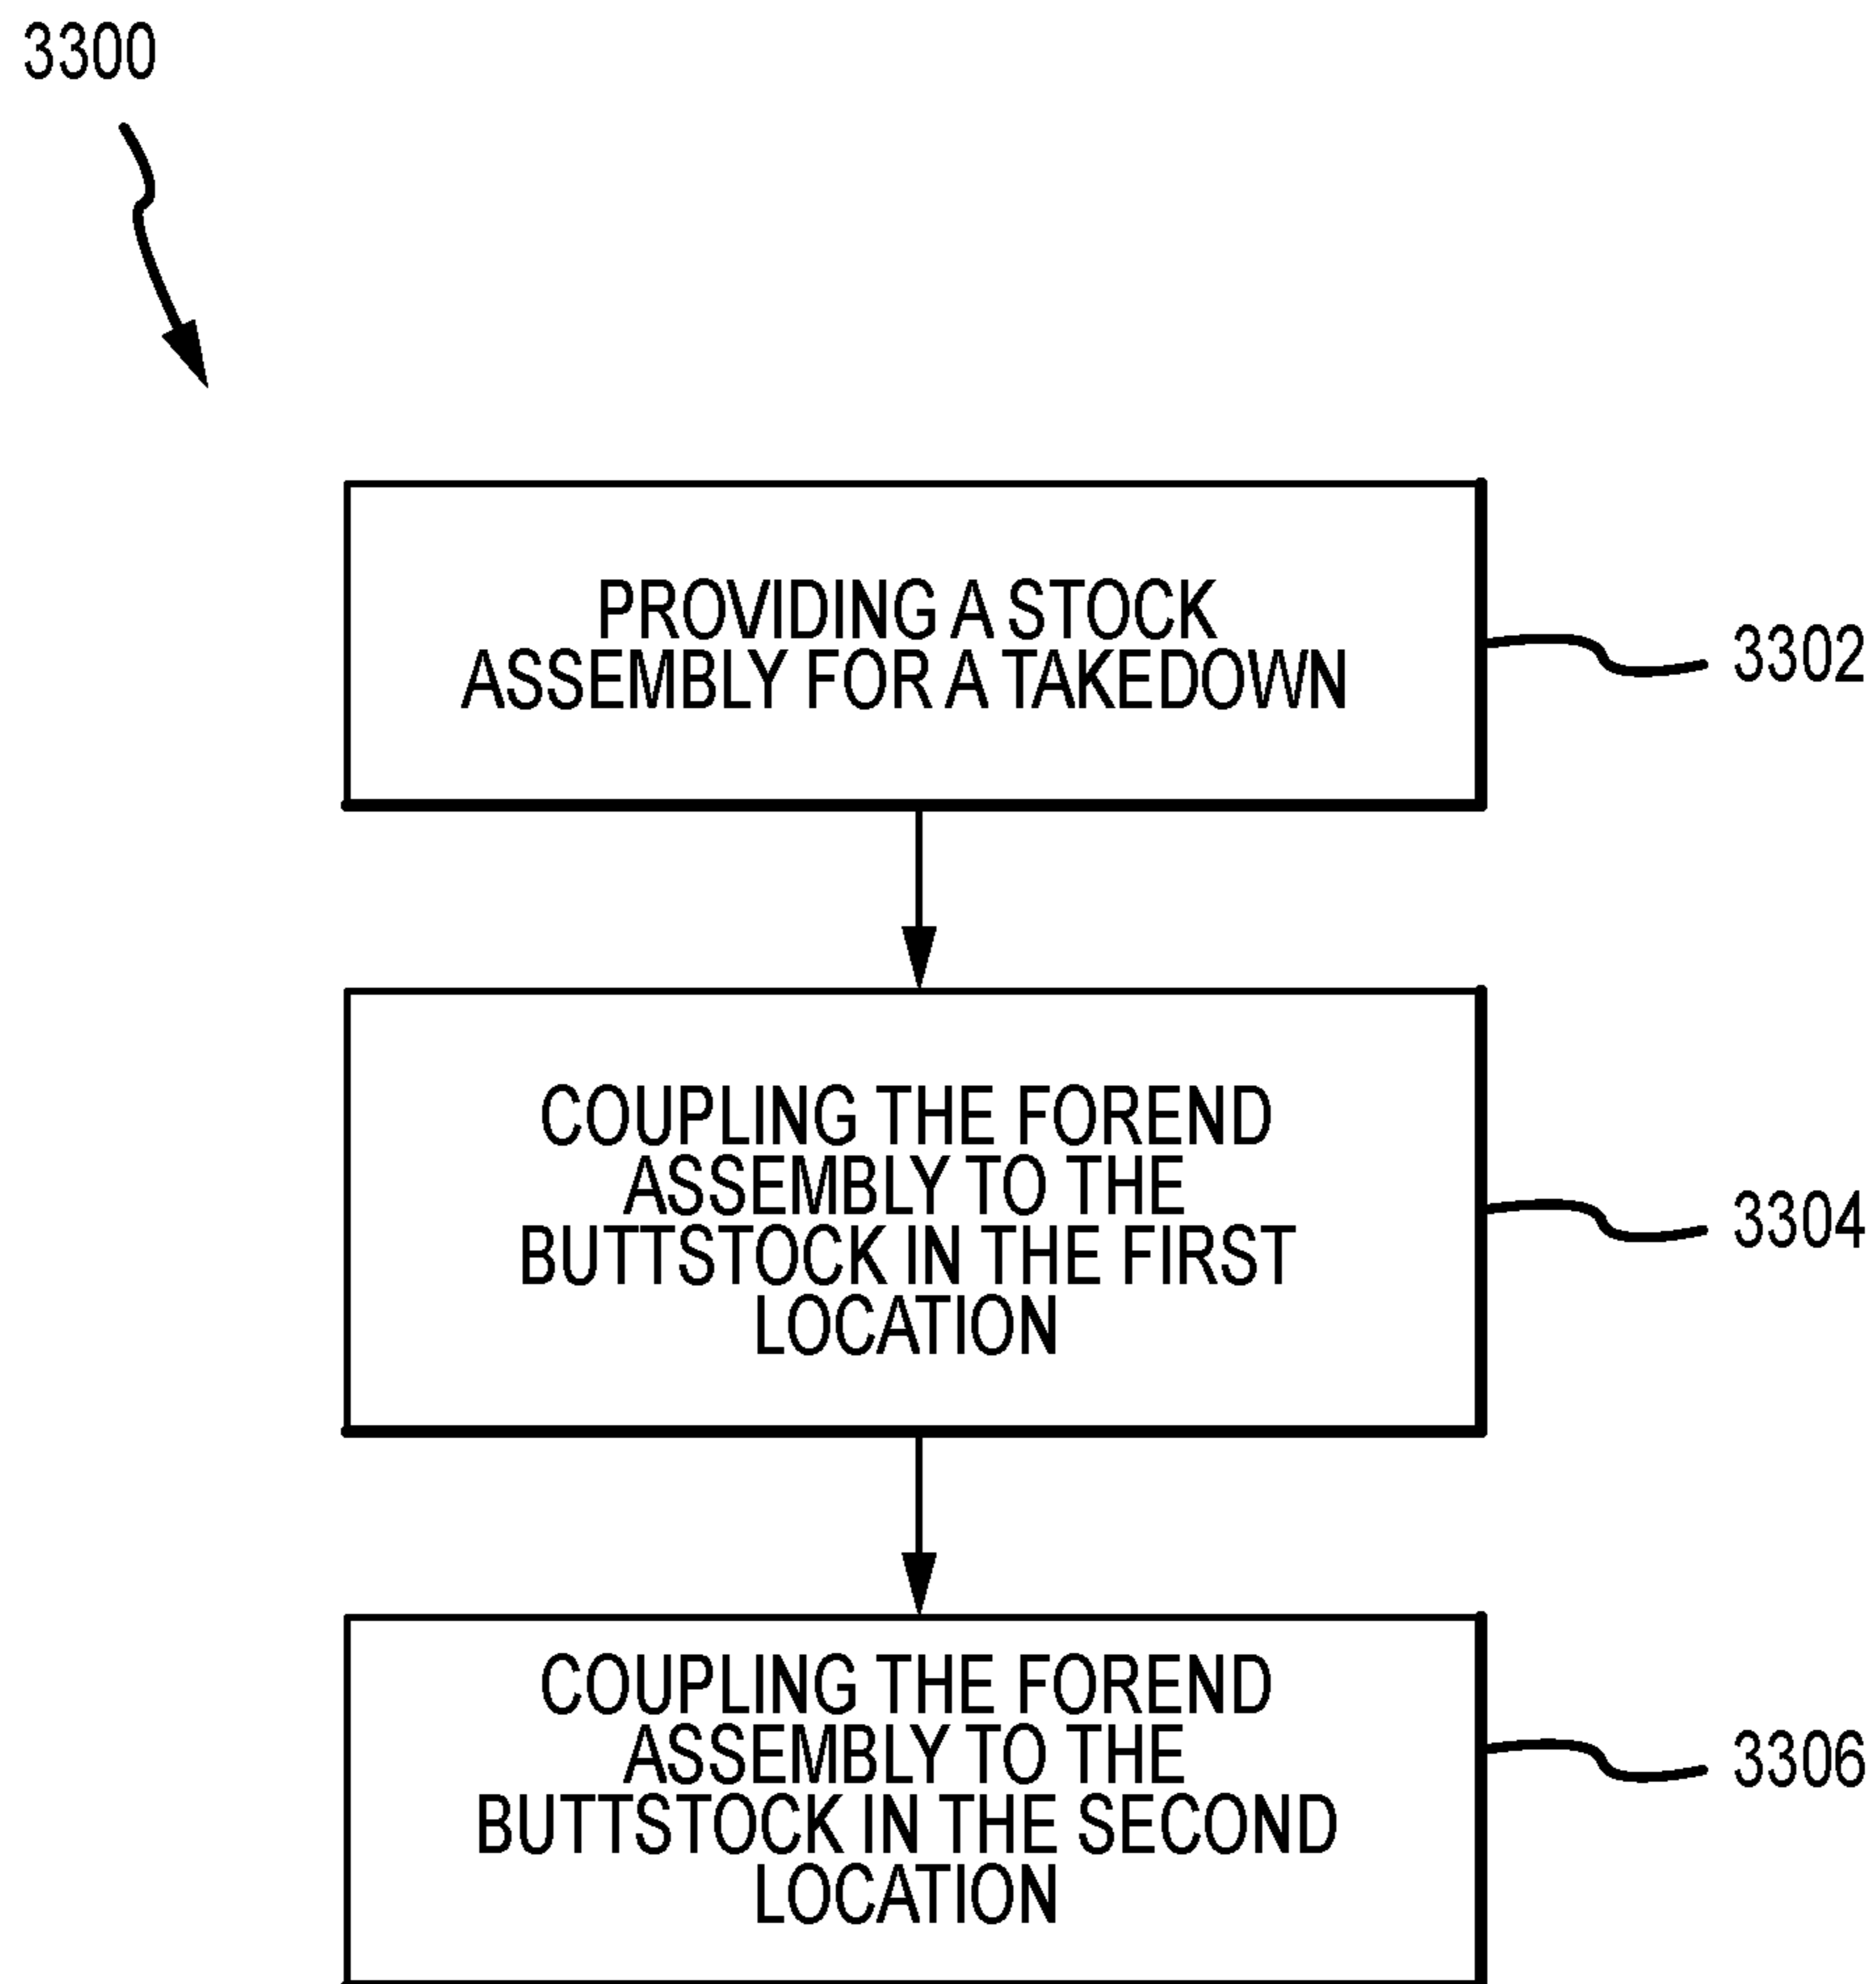 3300
PROVIDING A STOCK
ASSEMBLY FOR A TAKEDOWN
3302
COUPLING THE FOREND
ASSEMBLY TO THE
BUTTSTOCK IN THE FIRST
LOCATION
3304
COUPLING THE FOREND
ASSEMBLY TO THE
BUTTSTOCK IN THE SECOND
LOCATION
3306